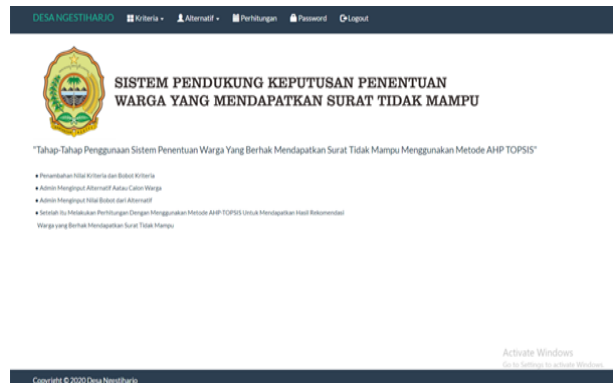 DESA NGESTIHARJO Kriteria Alternatif Perhitungan Password Logout
SISTEM PENDUKUNG KEPUTUSAN PENENTUAN
WARGA YANG MENDAPATKAN SURAT TIDAK MAMPU
"Tahap-Tahap Penggunaan Sistem Penentuan Warga Yang Berhak Mendapatkan Surat Tidak Mampu Menggunakan Metode AHP TOPSIS"
• Penambahan Nilai Kriteria dan Bobot Kriteria
• Admin Menginput Alternatif Aatau Calon Warga
• Admin Menginput Nilai Bobot dari Alternatif
• Setelah itu Melakukan Perhitungan Dengan Menggunakan Metode AHP-TOPSIS Untuk Mendapatkan Hasil Rekomendasi
Warga yang Berhak Mendapatkan Surat Tidak Mampu
Activate Windows
Go to Settings to activate Windows.
Copyright © 2020 Desa Ngestiharjo